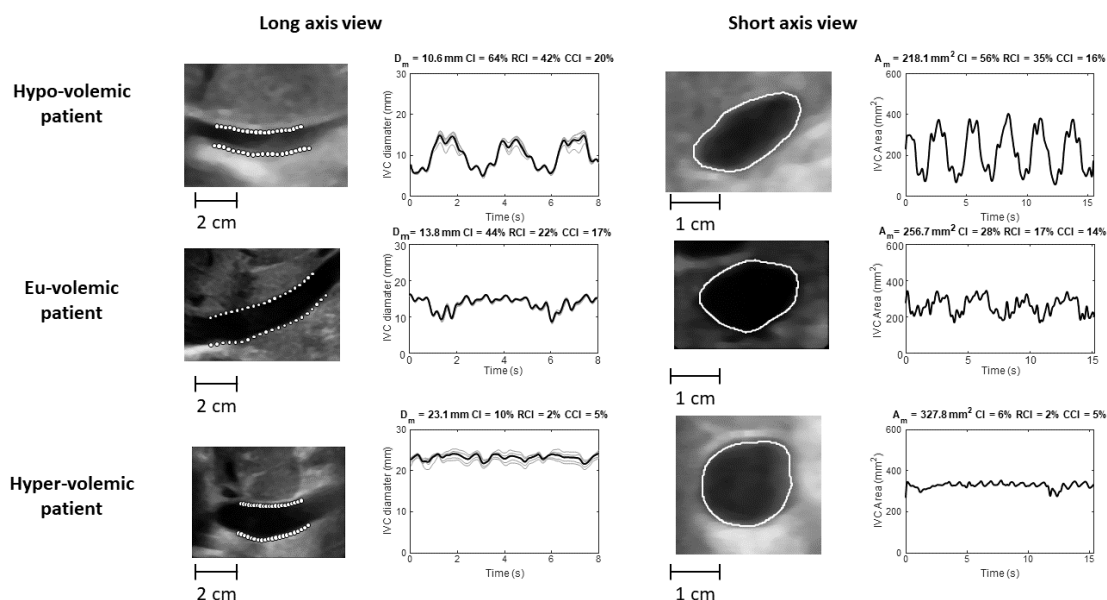 Long axis view
Short axis view
Hypo-volemic
patient
Dm = 10.6 mm CI = 64% RCI = 42% CCI = 20%
IVC diamater (mm)
30
20
10
0
0 2 4 6 8
Time (s)
2 cm
Am = 218.1 mm2 CI = 56% RCI = 35% CCI = 16%
IVC Area (mm2)
600
400
200
0
0 5 10 15
Time (s)
1 cm
Eu-volemic
patient
Dm = 13.8 mm CI = 44% RCI = 22% CCI = 17%
IVC diamater (mm)
30
20
10
0
0 2 4 6 8
Time (s)
2 cm
Am = 256.7 mm2 CI = 28% RCI = 17% CCI = 14%
IVC Area (mm2)
600
400
200
0
0 5 10 15
Time (s)
1 cm
Hyper-volemic
patient
Dm = 23.1 mm CI = 10% RCI = 2% CCI = 5%
IVC diamater (mm)
30
20
10
0
0 2 4 6 8
Time (s)
2 cm
Am = 327.8 mm2 CI = 6% RCI = 2% CCI = 5%
IVC Area (mm2)
600
400
200
0
0 5 10 15
Time (s)
1 cm